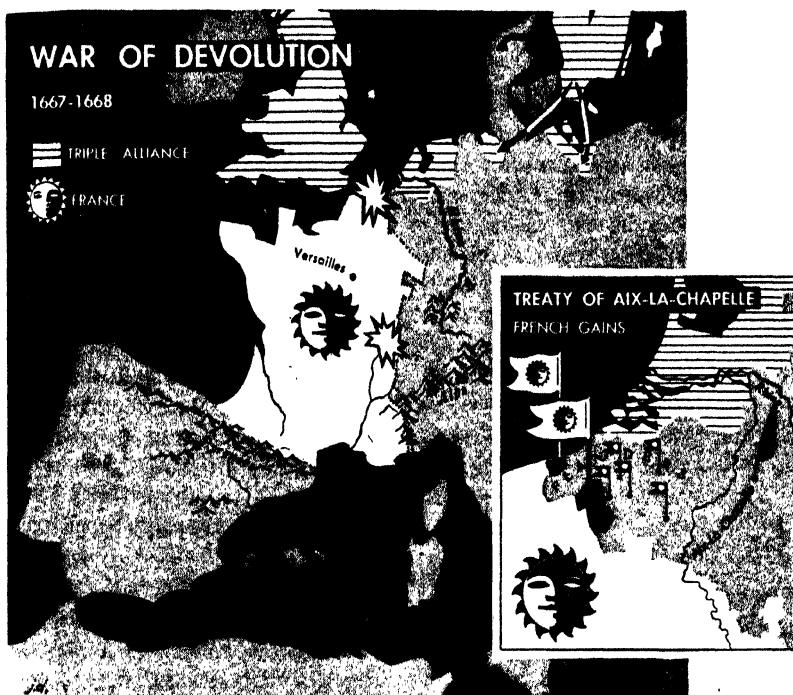 WAR OF DEVOLUTION
1667-1668
TRIPLE ALLIANCE
FRANCE
Versailles
TREATY OF AIX-LA-CHAPELLE
FRENCH GAINS